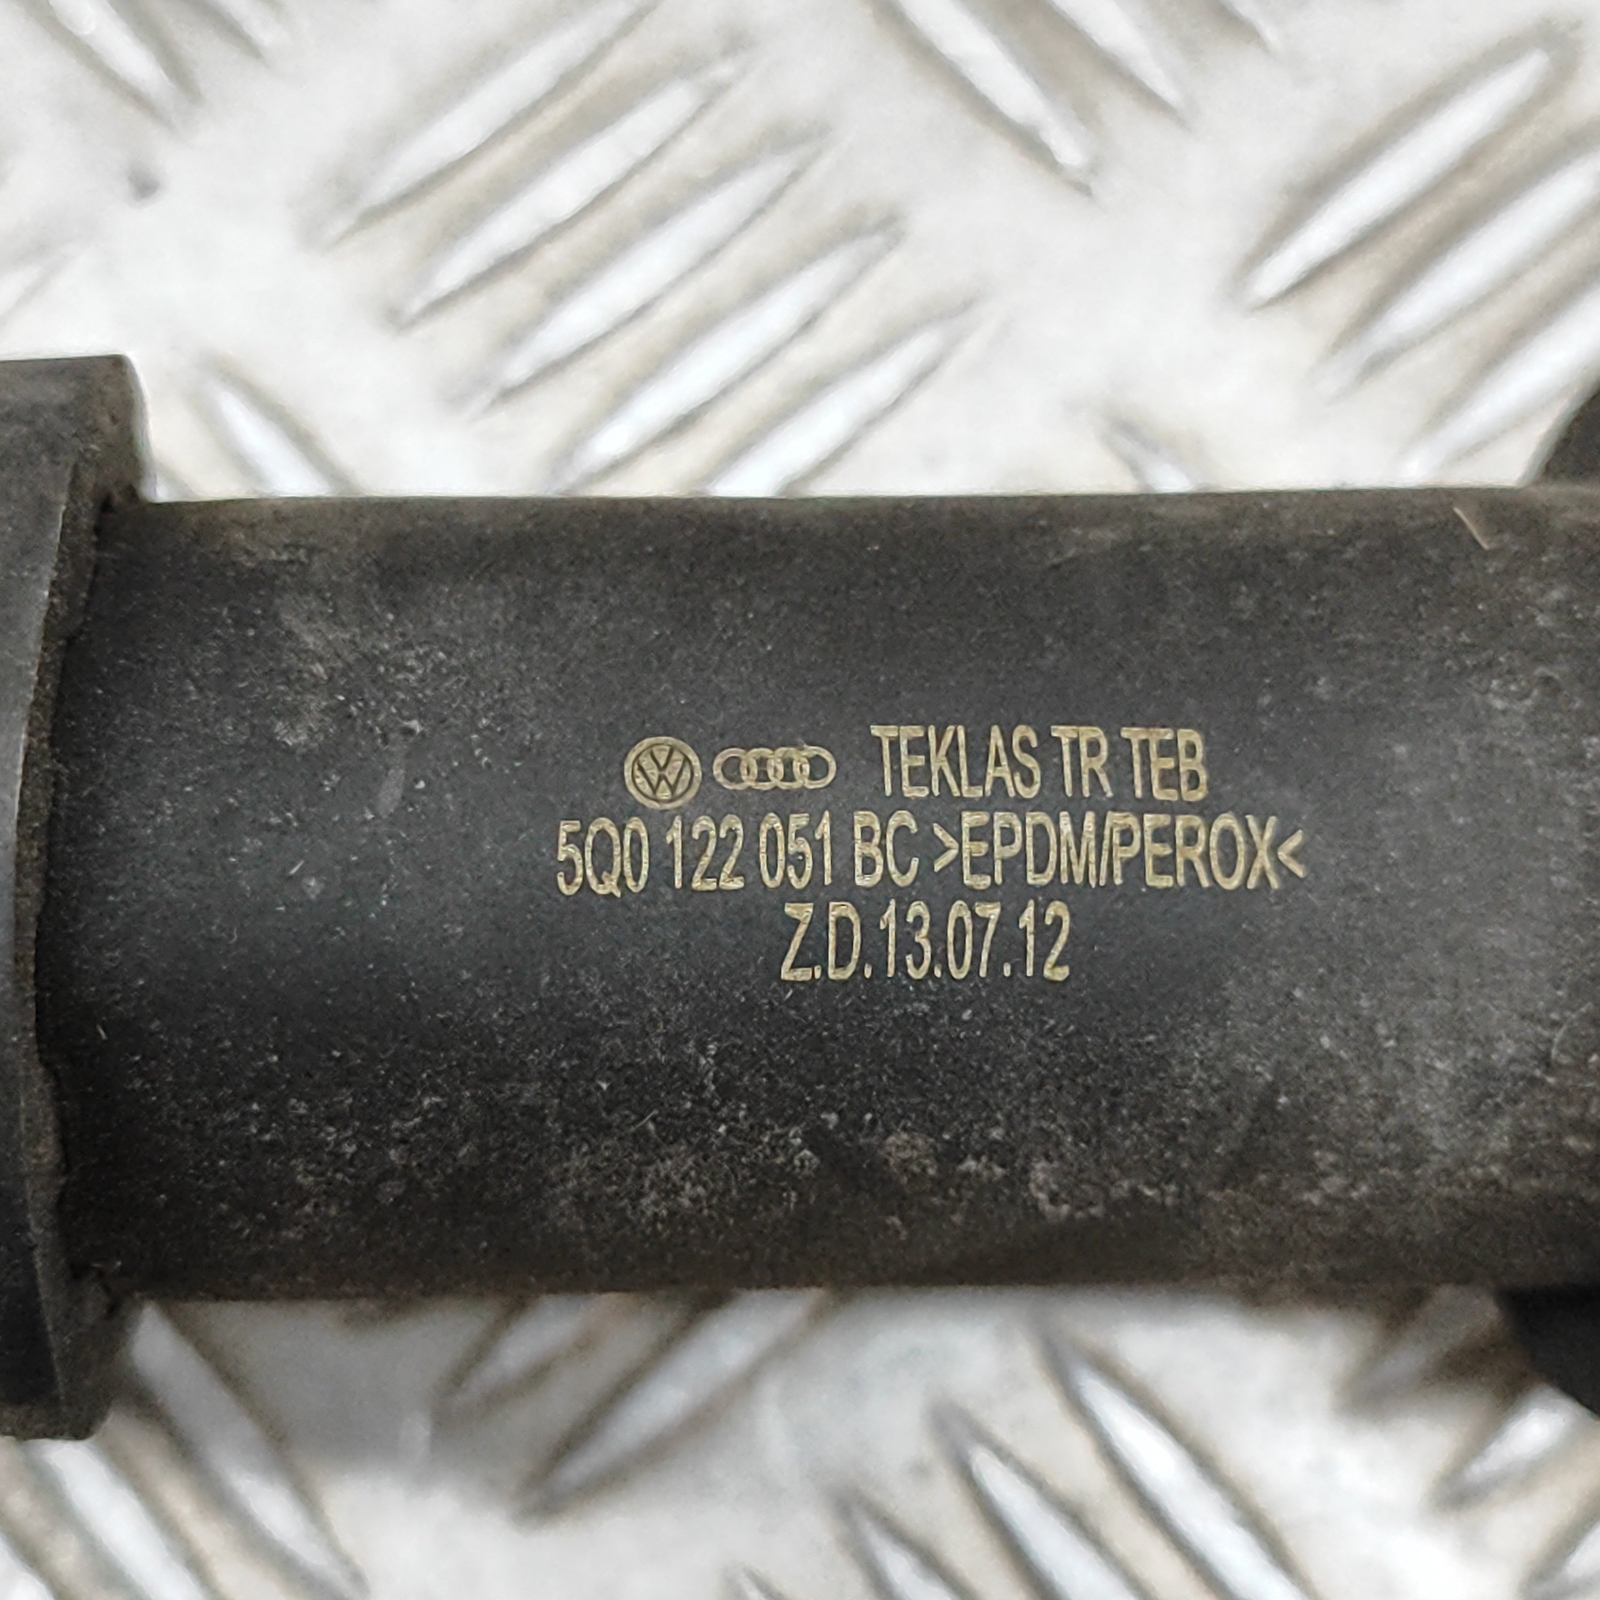 TEKLAS TR TEB
5Q0 122 051 BC >EPDM/PEROX<
Z.D.13.07.12